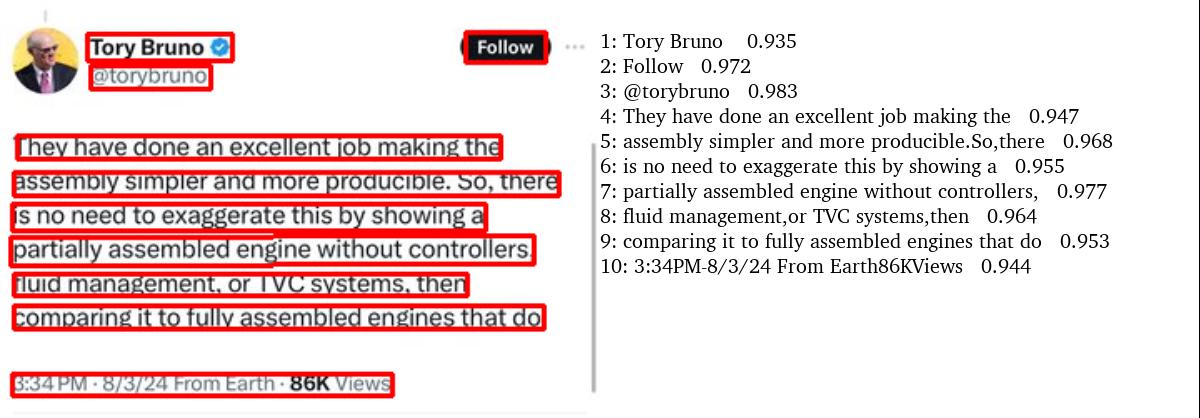 Tory Bruno
Follow
@torybruno
They have done an excellent job making the
assembly simpler and more producible. So, there
is no need to exaggerate this by showing a
partially assembled engine without controllers,
fluid management, or TVC systems, then
comparing it to fully assembled engines that do
3:34 PM · 8/3/24 From Earth · 86K Views
1: Tory Bruno 0.935
2: Follow 0.972
3: @torybruno 0.983
4: They have done an excellent job making the 0.947
5: assembly simpler and more producible.So,there 0.968
6: is no need to exaggerate this by showing a 0.955
7: partially assembled engine without controllers, 0.977
8: fluid management,or TVC systems,then 0.964
9: comparing it to fully assembled engines that do 0.953
10: 3:34PM-8/3/24 From Earth86KViews 0.944